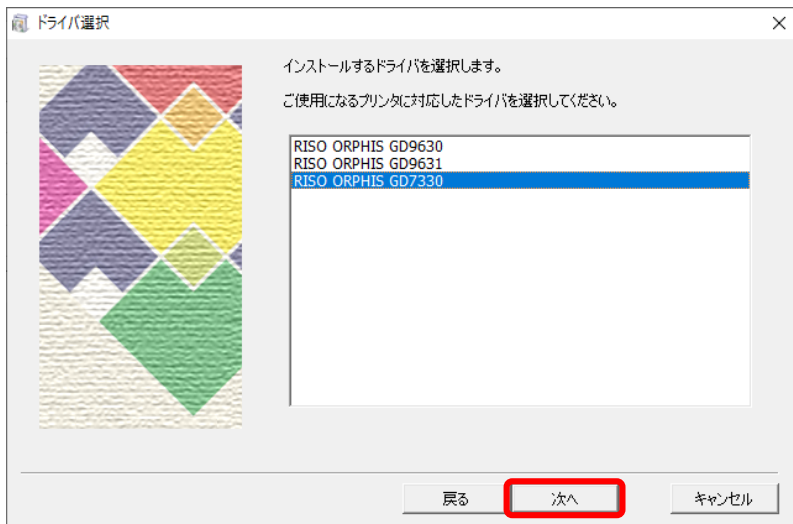 ドライバ選択
インストールするドライバを選択します。
ご使用になるプリンタに対応したドライバを選択してください。
RISO ORPHIS GD9630
RISO ORPHIS GD9631
RISO ORPHIS GD7330
戻る
次へ
キャンセル